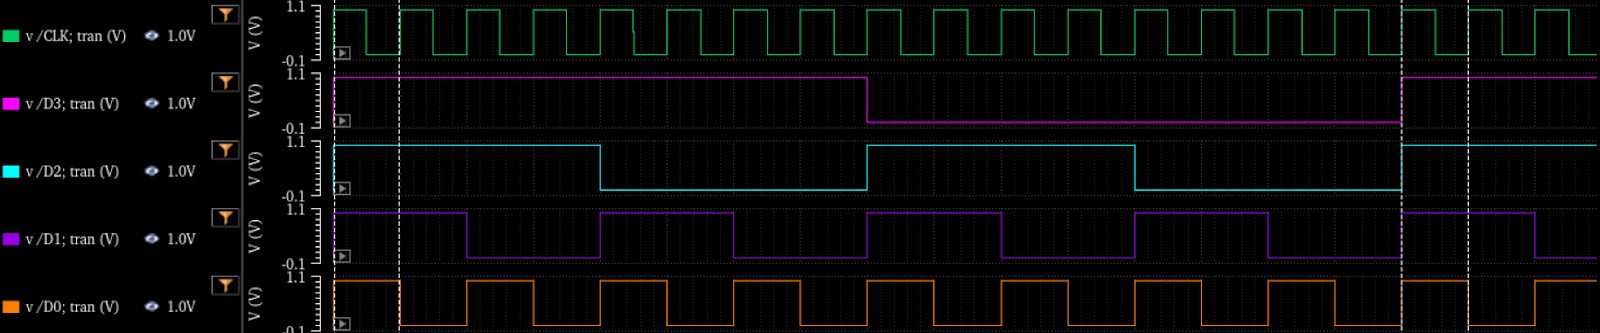 1.1
v /CLK; tran (V) 1.0V V (V)
-0.1
1.1
v /D3; tran (V) 1.0V V (V)
-0.1
1.1
v /D2; tran (V) 1.0V V (V)
-0.1
1.1
v /D1; tran (V) 1.0V V (V)
-0.1
1.1
v /D0; tran (V) 1.0V V (V)
-0.1